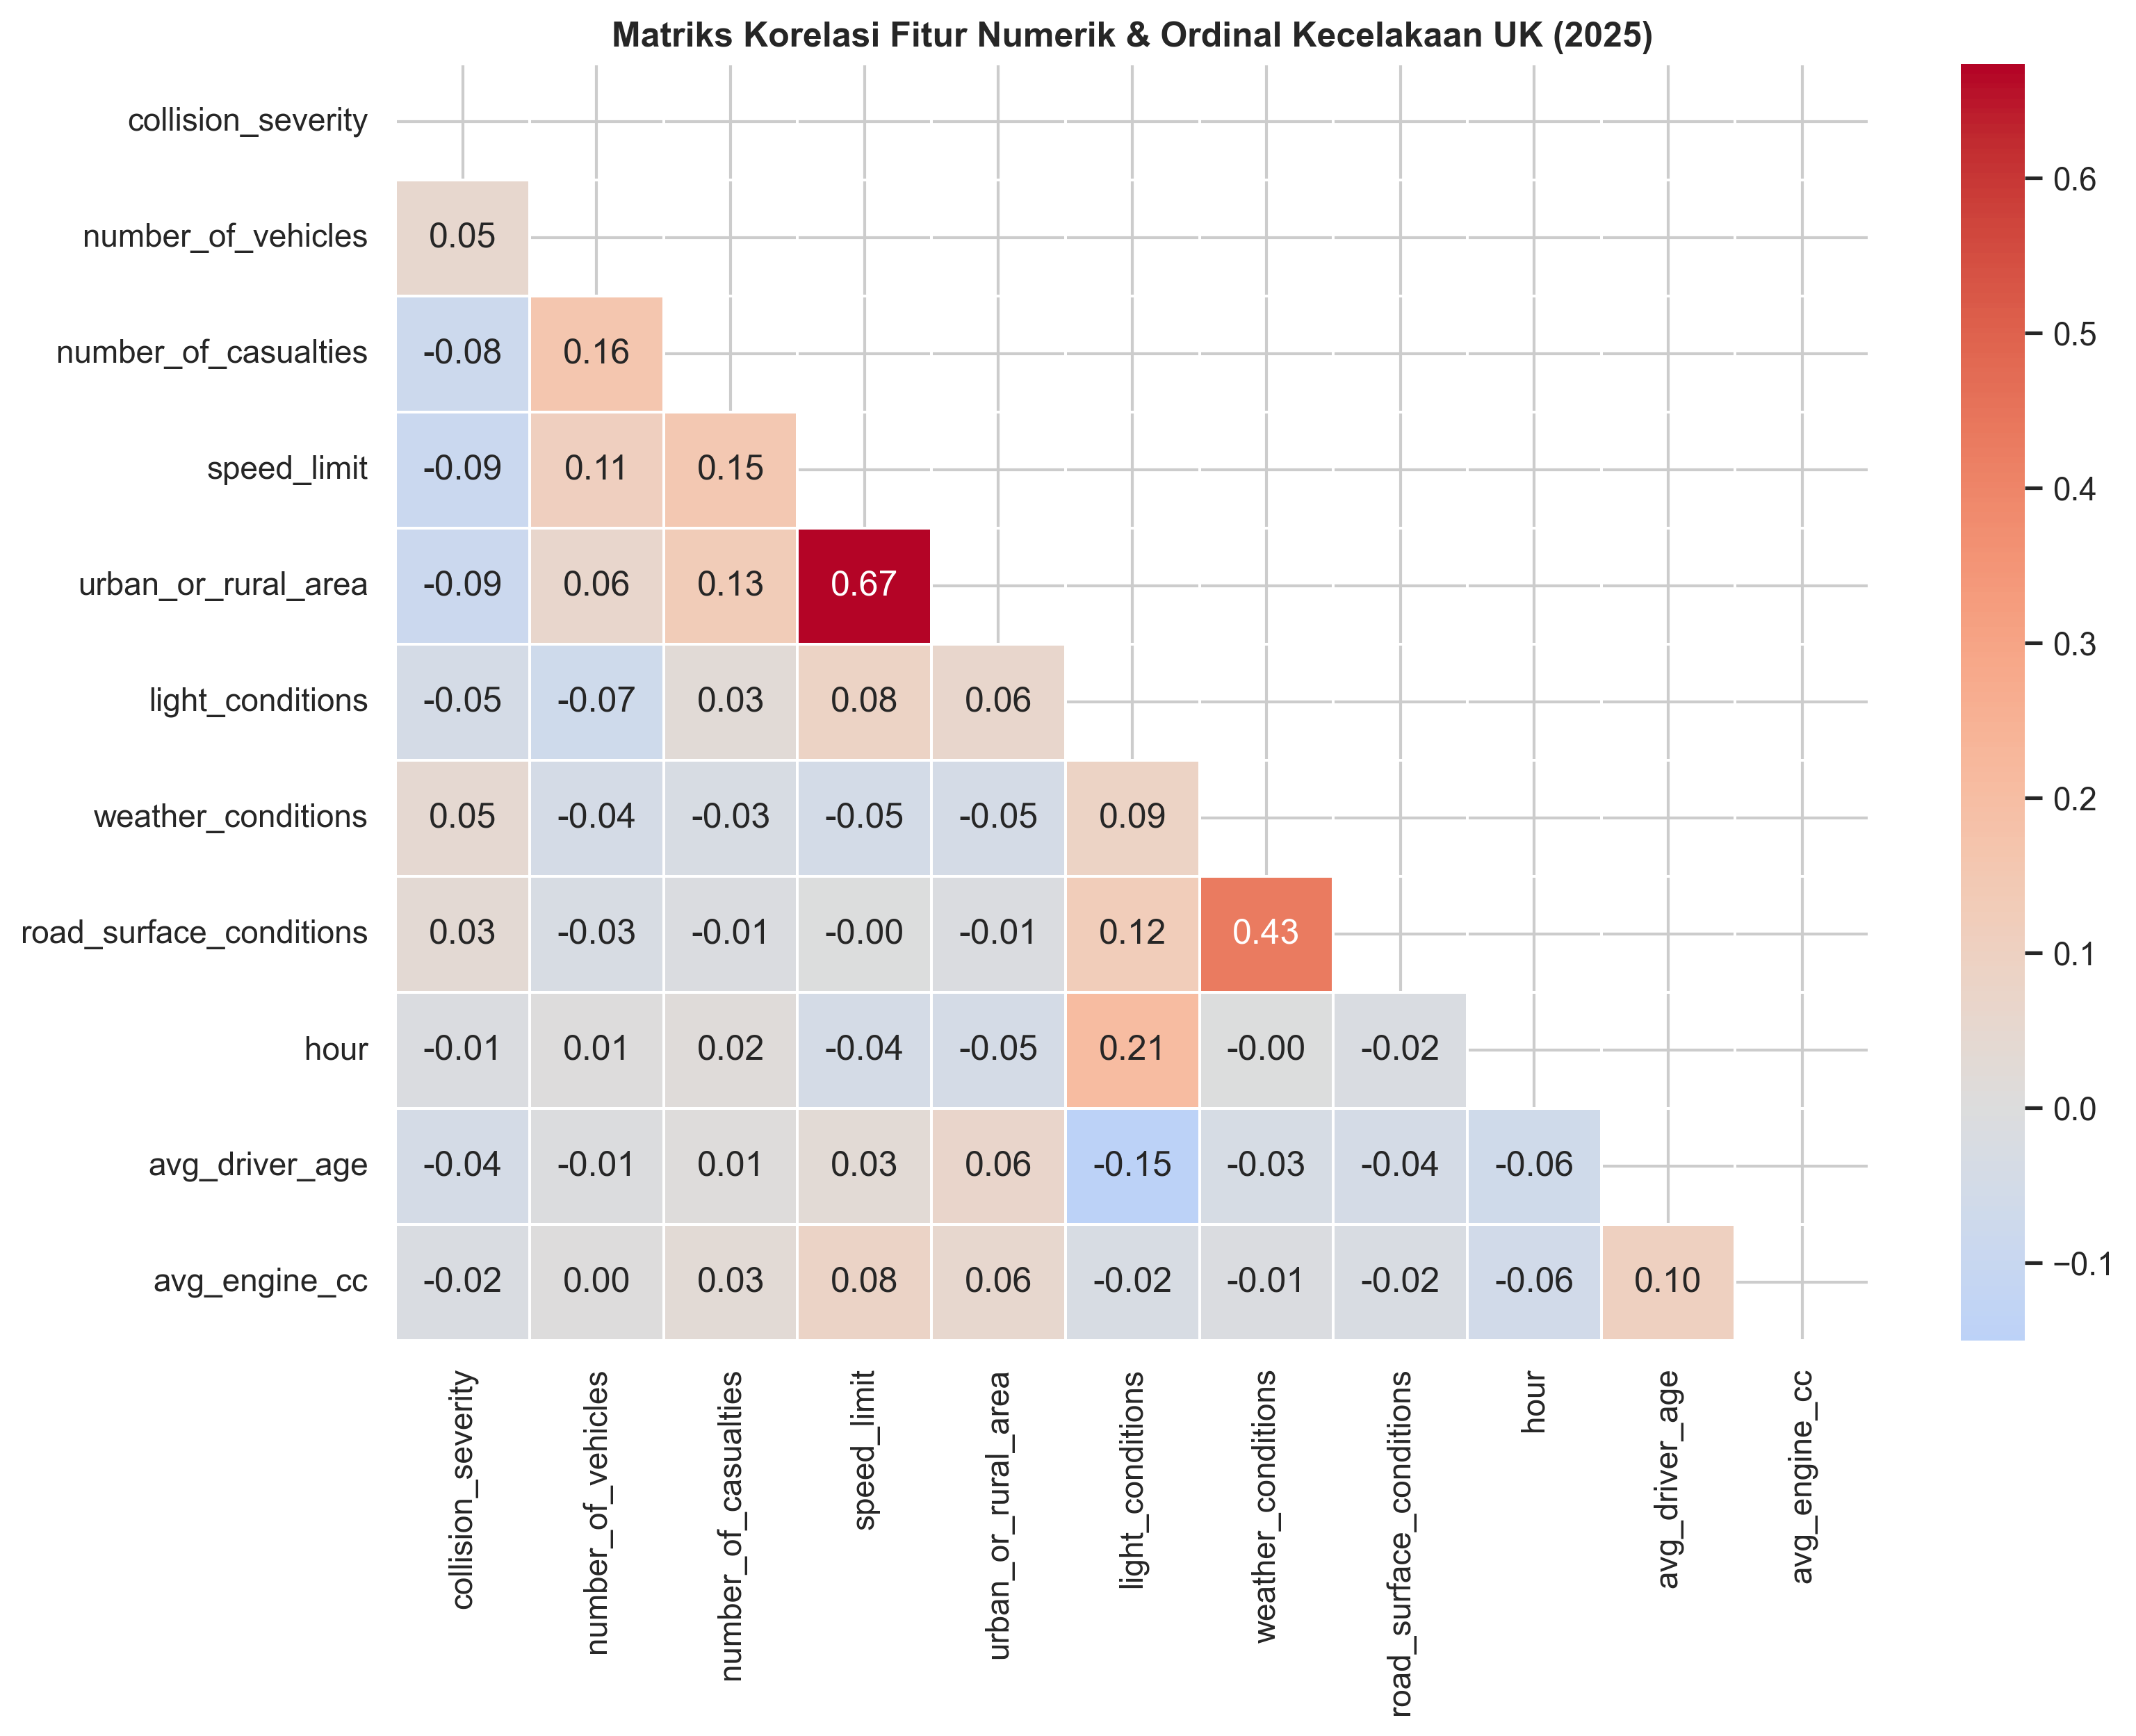 Matriks Korelasi Fitur Numerik & Ordinal Kecelakaan UK (2025)
collision_severity
number_of_vehicles 0.05
number_of_casualties -0.08 0.16
speed_limit -0.09 0.11 0.15
urban_or_rural_area -0.09 0.06 0.13 0.67
light_conditions -0.05 -0.07 0.03 0.08 0.06
weather_conditions 0.05 -0.04 -0.03 -0.05 -0.05 0.09
road_surface_conditions 0.03 -0.03 -0.01 -0.00 -0.01 0.12 0.43
hour -0.01 0.01 0.02 -0.04 -0.05 0.21 -0.00 -0.02
avg_driver_age -0.04 -0.01 0.01 0.03 0.06 -0.15 -0.03 -0.04 -0.06
avg_engine_cc -0.02 0.00 0.03 0.08 0.06 -0.02 -0.01 -0.02 -0.06 0.10
collision_severity
number_of_vehicles
number_of_casualties
speed_limit
urban_or_rural_area
light_conditions
weather_conditions
road_surface_conditions
hour
avg_driver_age
avg_engine_cc
0.6
0.5
0.4
0.3
0.2
0.1
0.0
−0.1